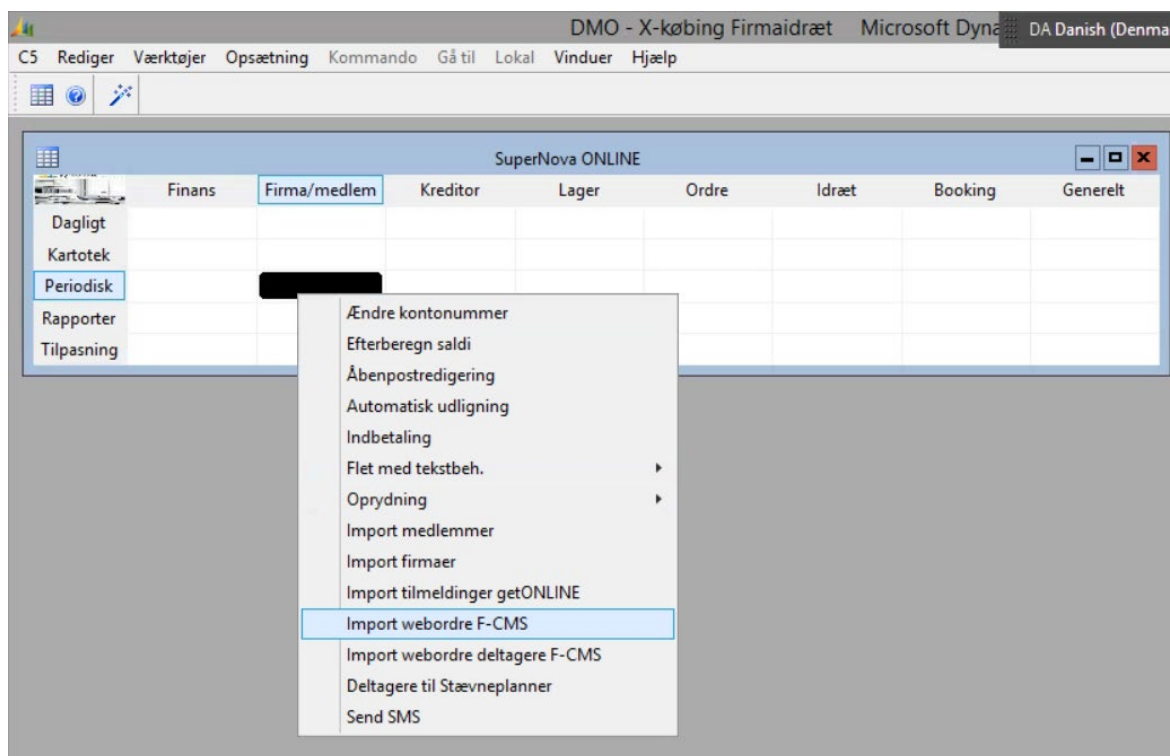 DMO - X-købing Firmaidræt Microsoft Dyna
DA Danish (Denma
C5 Rediger Værktøjer Opsætning Kommando Gå til Lokal Vinduer Hjælp
SuperNova ONLINE
Finans Firma/medlem Kreditor Lager Ordre Idræt Booking Generelt
Dagligt
Kartotek
Periodisk
Rapporter
Tilpasning
Ændre kontonummer
Efterberegn saldi
Åbenpostredigering
Automatisk udligning
Indbetaling
Flet med tekstbeh.
Oprydning
Import medlemmer
Import firmaer
Import tilmeldinger getONLINE
Import webordre F-CMS
Import webordre deltagere F-CMS
Deltagere til Stævneplanner
Send SMS